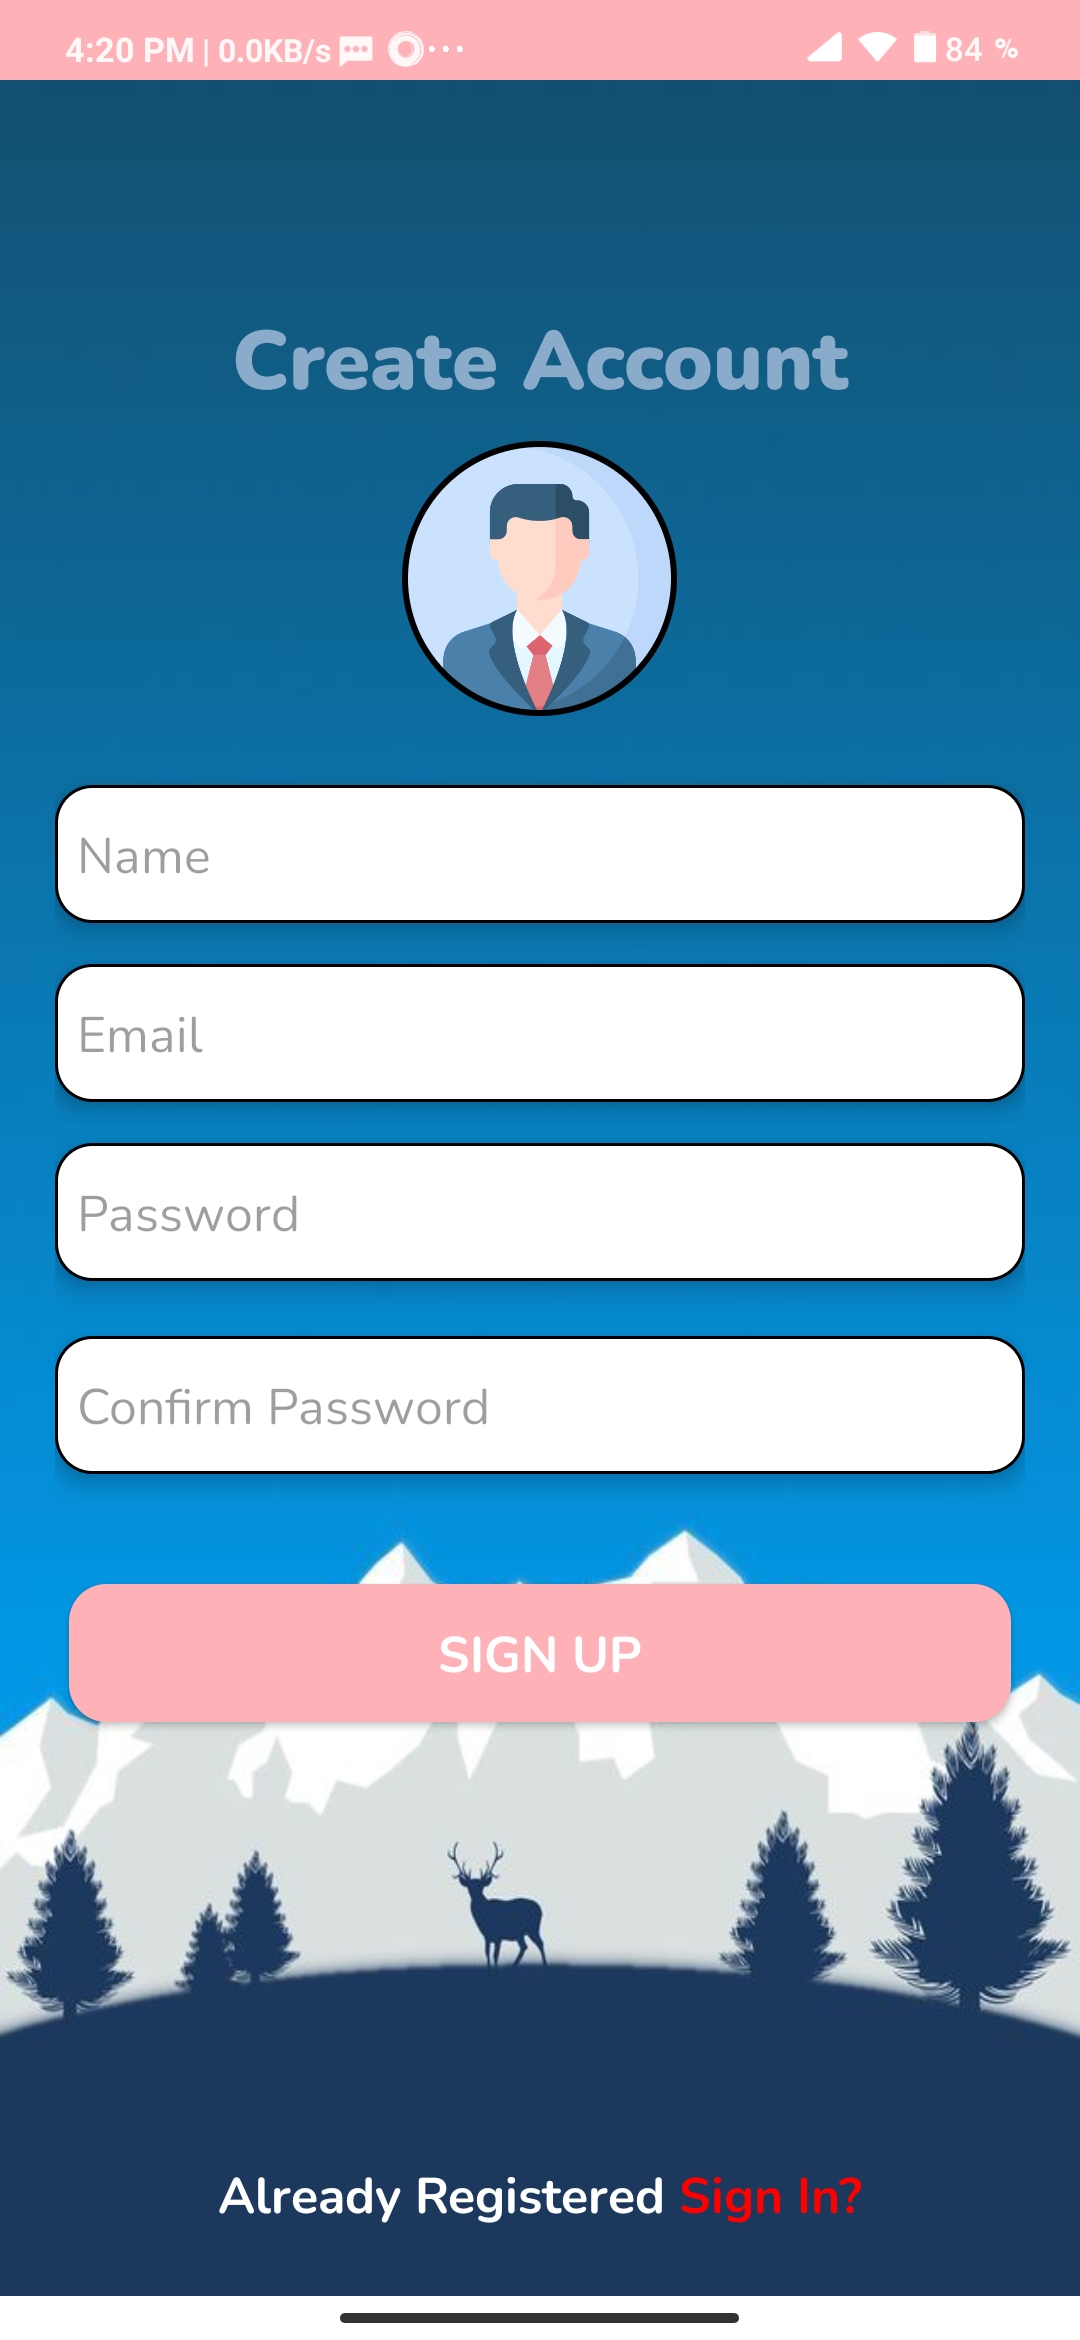 4:20 PM | 0.0KB/s ... 84 %
Create Account
Name
Email
Password
Confirm Password
SIGN UP
Already Registered Sign In?